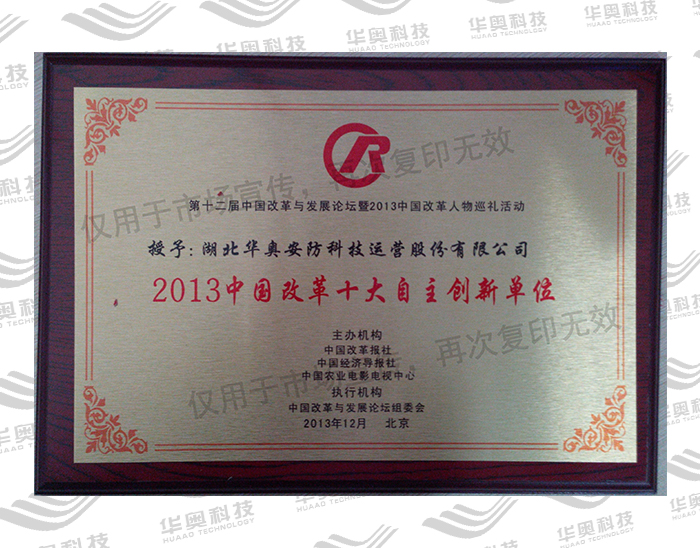 华奥科技
HUAAO TECHNOLOGY
第十二届中国改革与发展论坛暨2013中国改革人物巡礼活动
授予:湖北华奥安防科技运营股份有限公司
2013中国改革十大自主创新单位
主办机构
中国改革报社
中国经济导报社
中国农业电影电视中心
执行机构
中国改革与发展论坛组委会
2013年12月 北京
仅用于市场宣传,再次复印无效
仅用于市场宣传,再次复印无效
华奥科技
HUAAO TECHNOLOGY